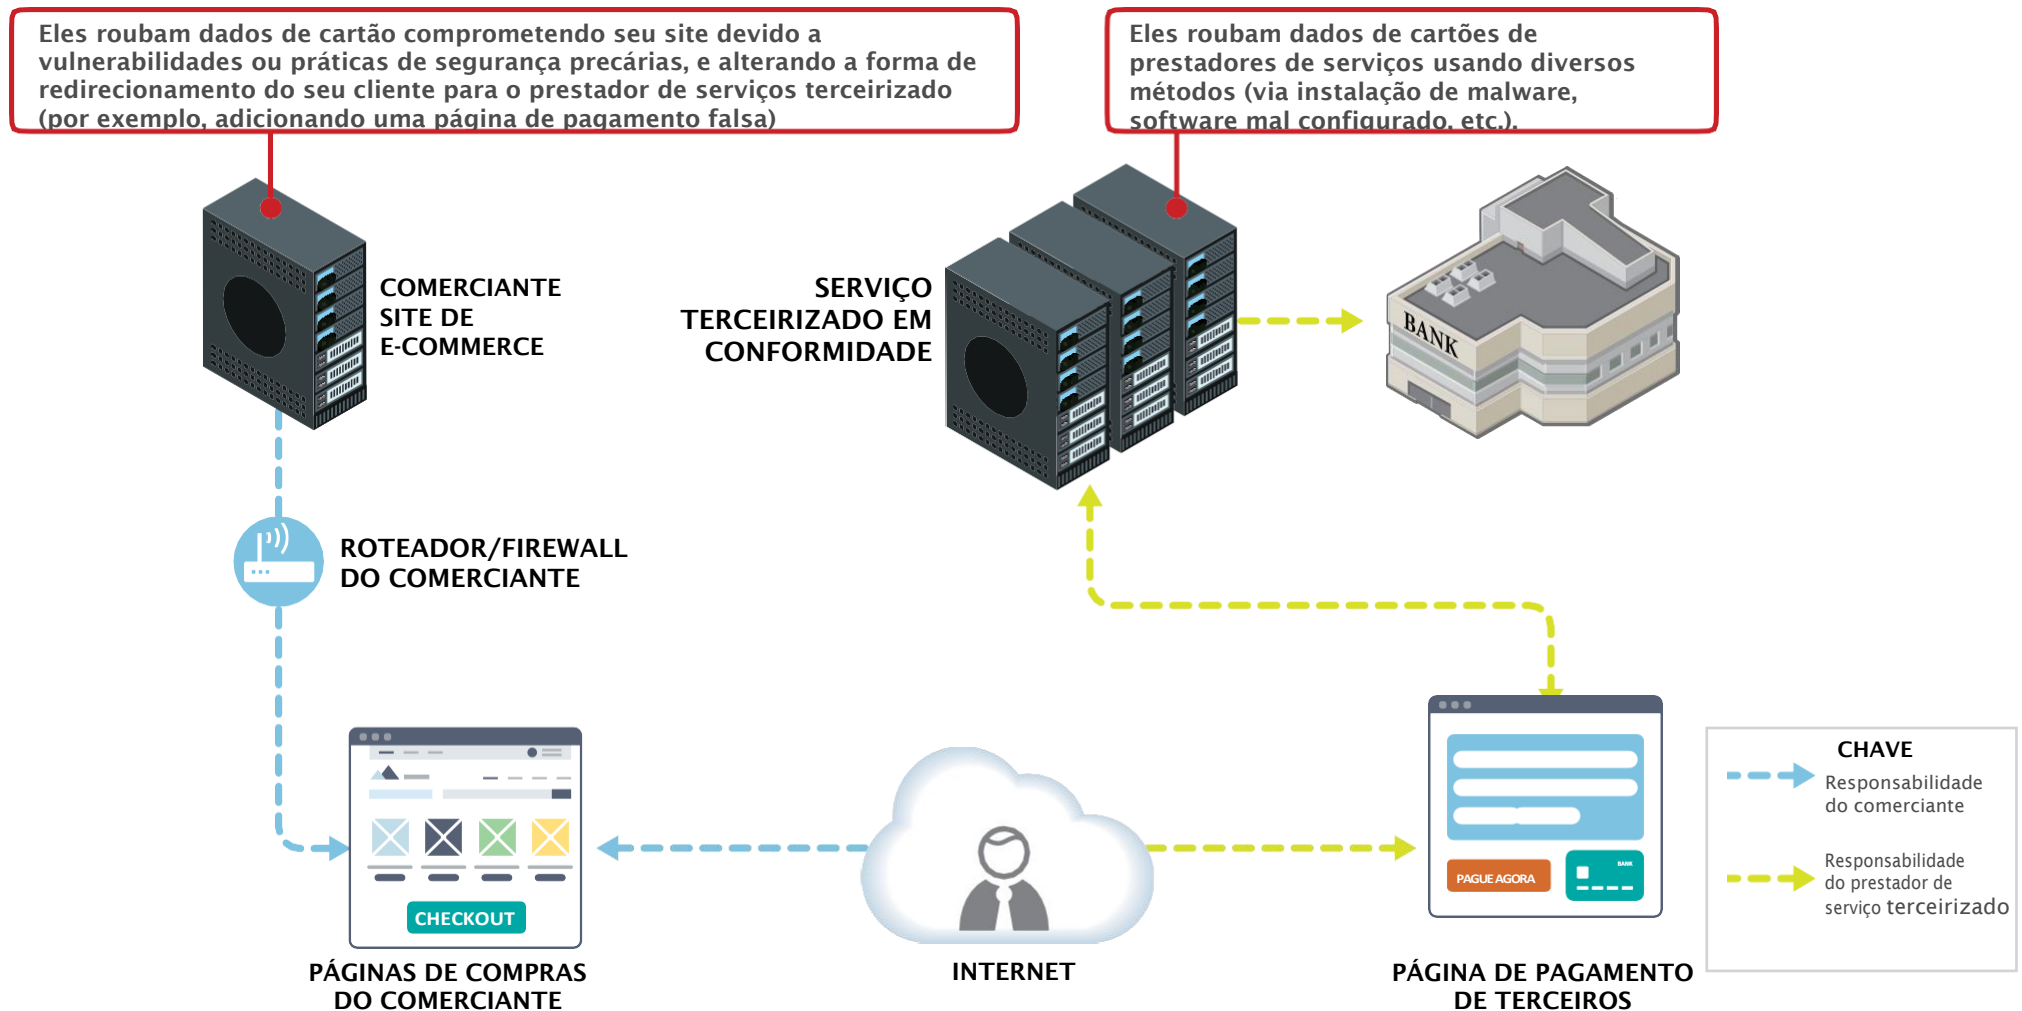 Eles roubam dados de cartão comprometendo seu site devido a
vulnerabilidades ou práticas de segurança precárias, e alterando a forma de
redirecionamento do seu cliente para o prestador de serviços terceirizado
(por exemplo, adicionando uma página de pagamento falsa)
Eles roubam dados de cartões de
prestadores de serviços usando diversos
métodos (via instalação de malware,
software mal configurado, etc.).
COMERCIANTE
SITE DE
E-COMMERCE
SERVIÇO
TERCEIRIZADO EM
CONFORMIDADE
BANK
ROTEADOR/FIREWALL
DO COMERCIANTE
CHECKOUT
PÁGINAS DE COMPRAS
DO COMERCIANTE
INTERNET
PAGUE AGORA
BANK
PÁGINA DE PAGAMENTO
DE TERCEIROS
CHAVE
Responsabilidade
do comerciante
Responsabilidade
do prestador de
serviço terceirizado